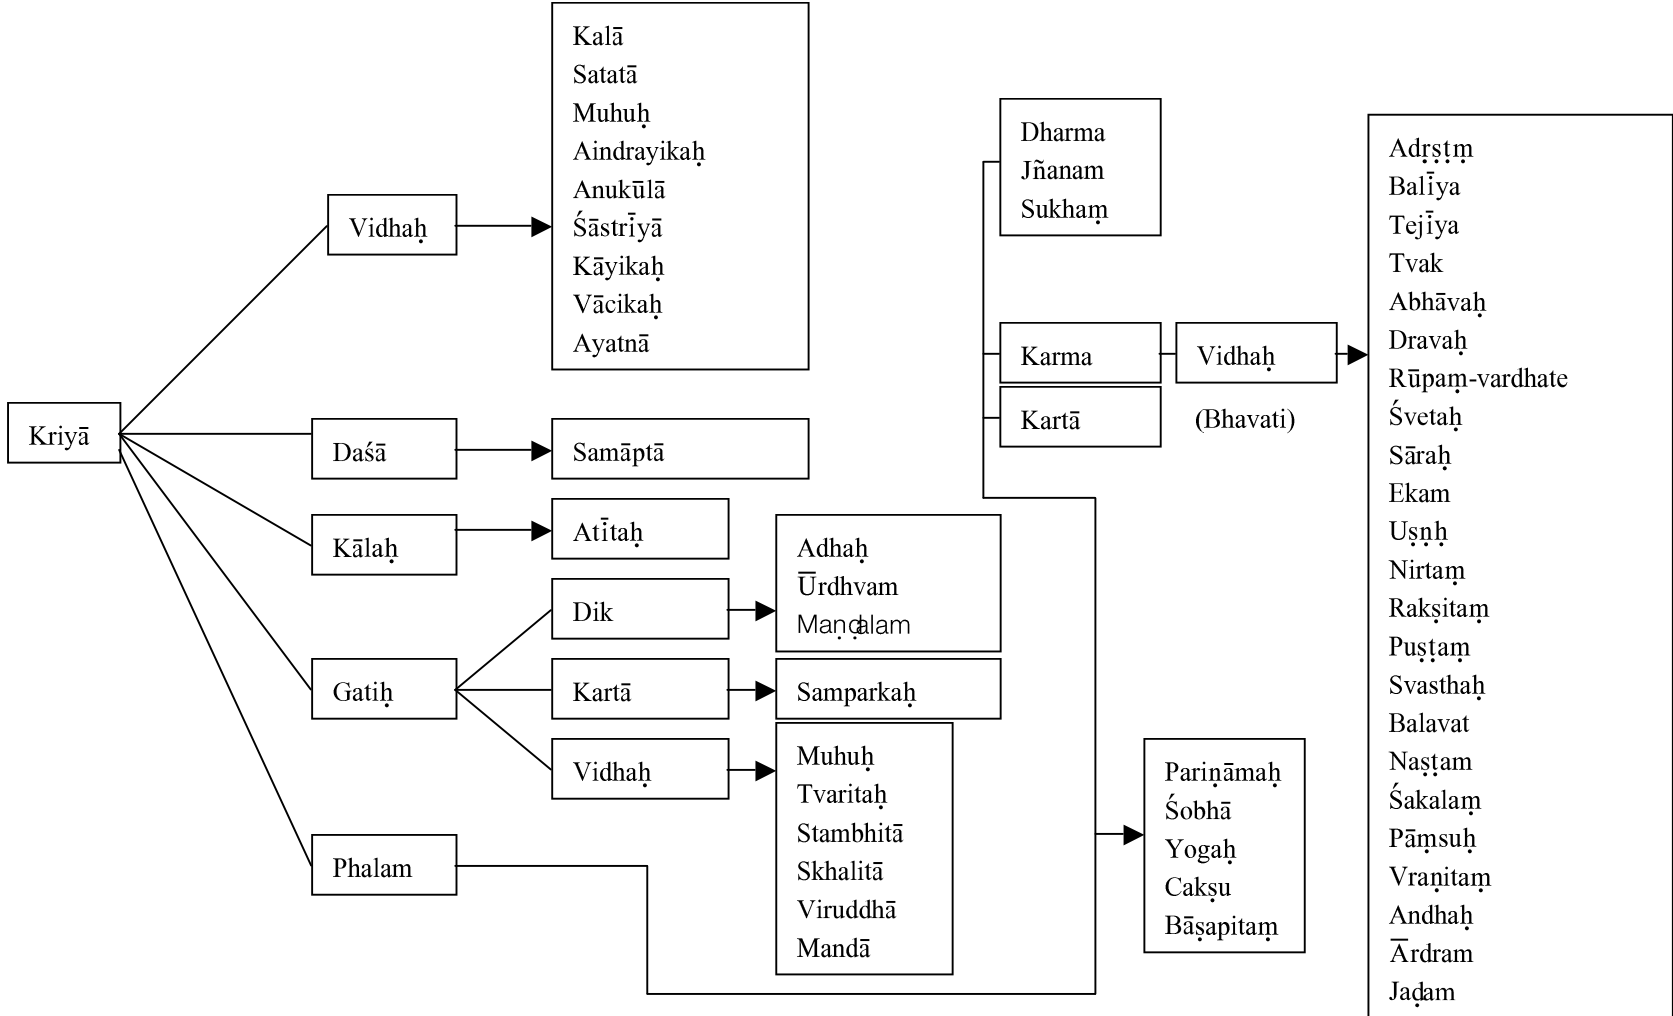 Kriyā
Vidhaḥ
Kalā
Satatā
Muhuḥ
Aindrayikaḥ
Anukūlā
Śāstrīyā
Kāyikaḥ
Vācikaḥ
Ayatnā
Daśā
Samāptā
Kālaḥ
Atītaḥ
Gatiḥ
Dik
Adhaḥ
Ūrdhvam
Maṇḍalam
Kartā
Samparkaḥ
Vidhaḥ
Muhuḥ
Tvaritaḥ
Stambhitā
Skhalitā
Viruddhā
Mandā
Phalam
Dharma
Jñanam
Sukhaṃ
Karma
Vidhaḥ
Kartā
(Bhavati)
Pariṇāmaḥ
Śobhā
Yogaḥ
Cakṣu
Bāṣapitaṃ
Adṛṣṭṃ
Balīya
Tejīya
Tvak
Abhāvaḥ
Dravaḥ
Rūpaṃ-vardhate
Śvetaḥ
Sāraḥ
Ekam
Uṣṇḥ
Nirtaṃ
Rakṣitaṃ
Puṣṭaṃ
Svasthaḥ
Balavat
Naṣṭam
Śakalaṃ
Pāṃsuḥ
Vraṇitaṃ
Andhaḥ
Ārdram
Jaḍam